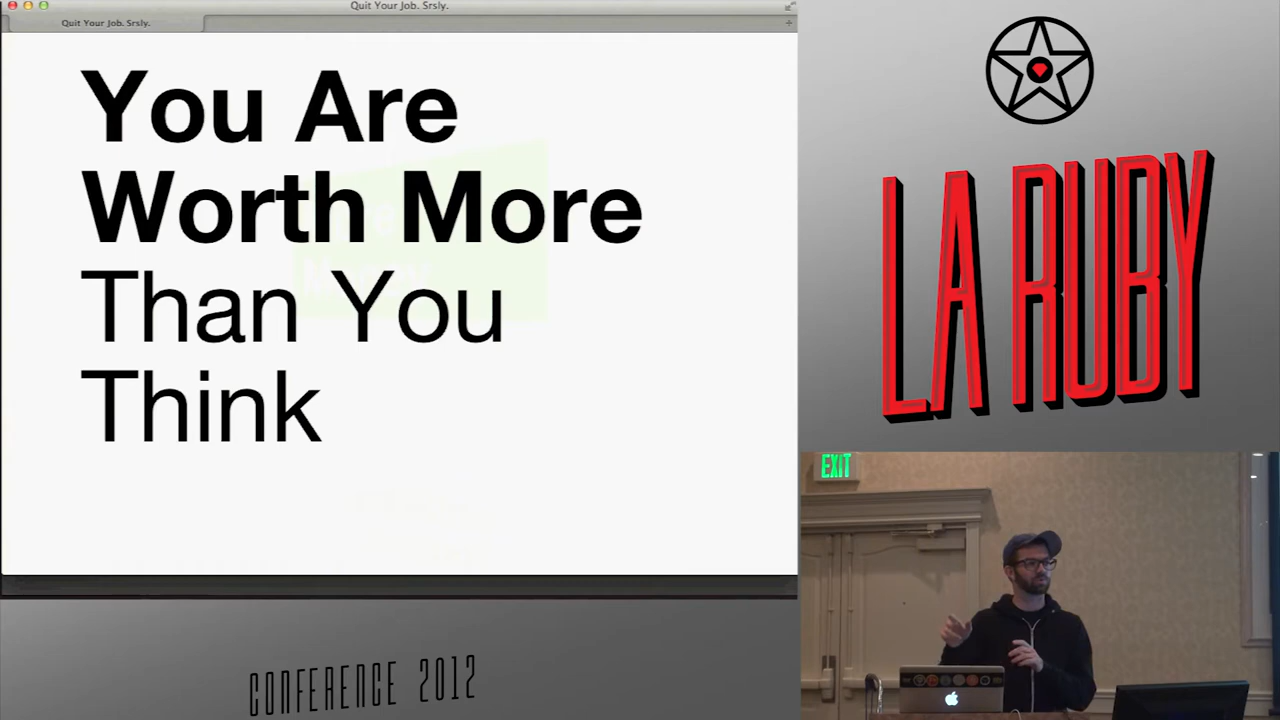 Quit Your Job. Srsly.
Quit Your Job. Srsly.
You Are
Worth More
Than You
Think
LA RUBY
EXIT
CONFERENCE 2012